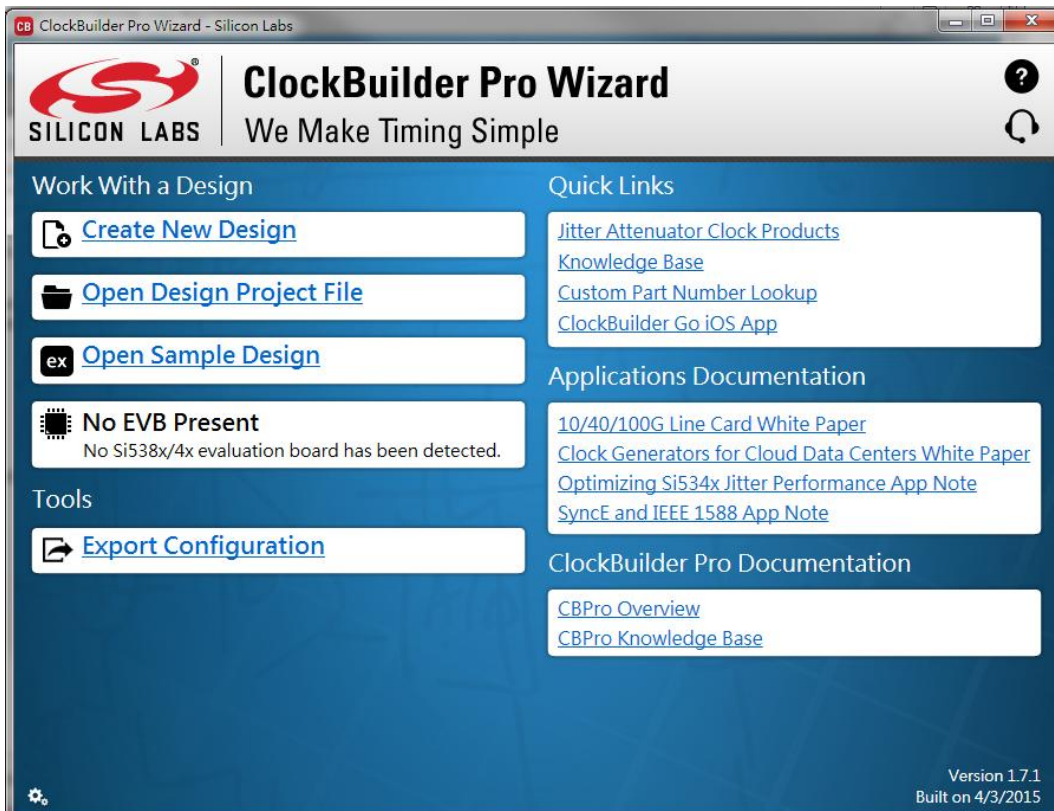 CB ClockBuilder Pro Wizard - Silicon Labs
SILICON LABS
ClockBuilder Pro Wizard
We Make Timing Simple
?
Work With a Design
Create New Design
Open Design Project File
ex Open Sample Design
No EVB Present
No Si538x/4x evaluation board has been detected.
Tools
Export Configuration
Quick Links
Jitter Attenuator Clock Products
Knowledge Base
Custom Part Number Lookup
ClockBuilder Go iOS App
Applications Documentation
10/40/100G Line Card White Paper
Clock Generators for Cloud Data Centers White Paper
Optimizing Si534x Jitter Performance App Note
SyncE and IEEE 1588 App Note
ClockBuilder Pro Documentation
CBPro Overview
CBPro Knowledge Base
Version 1.7.1
Built on 4/3/2015